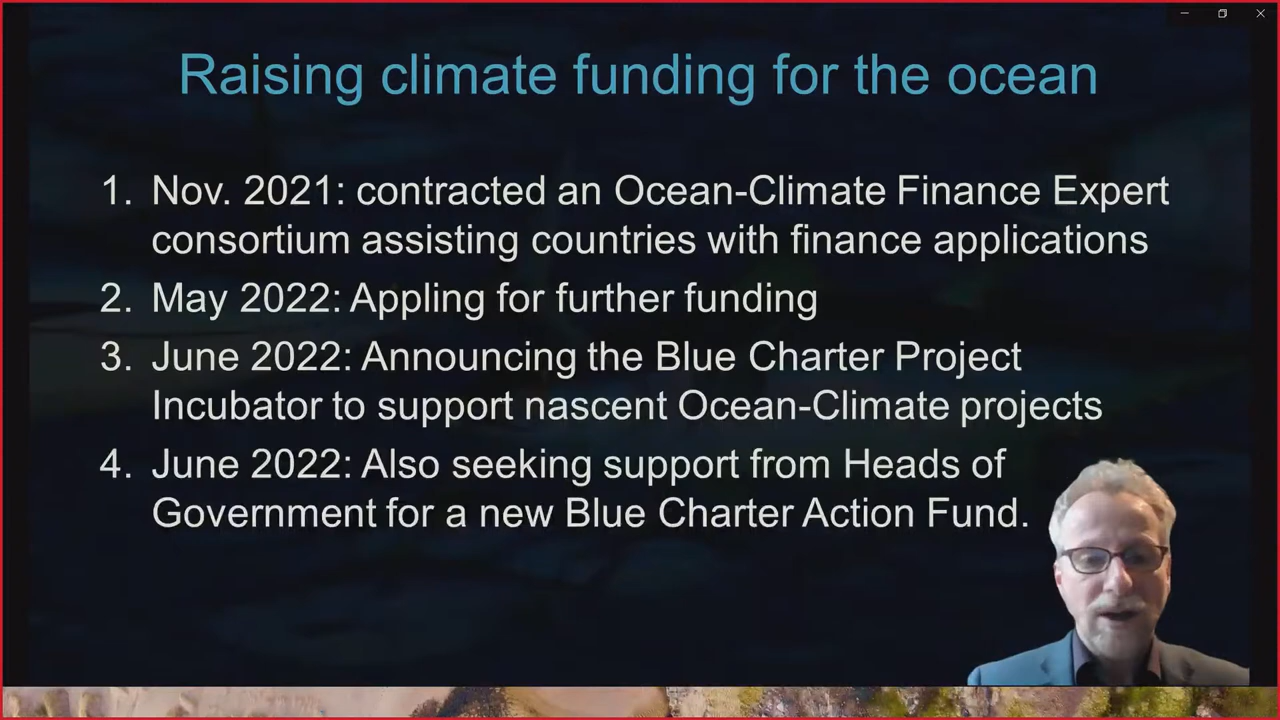 Raising climate funding for the ocean
1. Nov. 2021: contracted an Ocean-Climate Finance Expert
consortium assisting countries with finance applications
2. May 2022: Appling for further funding
3. June 2022: Announcing the Blue Charter Project
Incubator to support nascent Ocean-Climate projects
4. June 2022: Also seeking support from Heads of
Government for a new Blue Charter Action Fund.